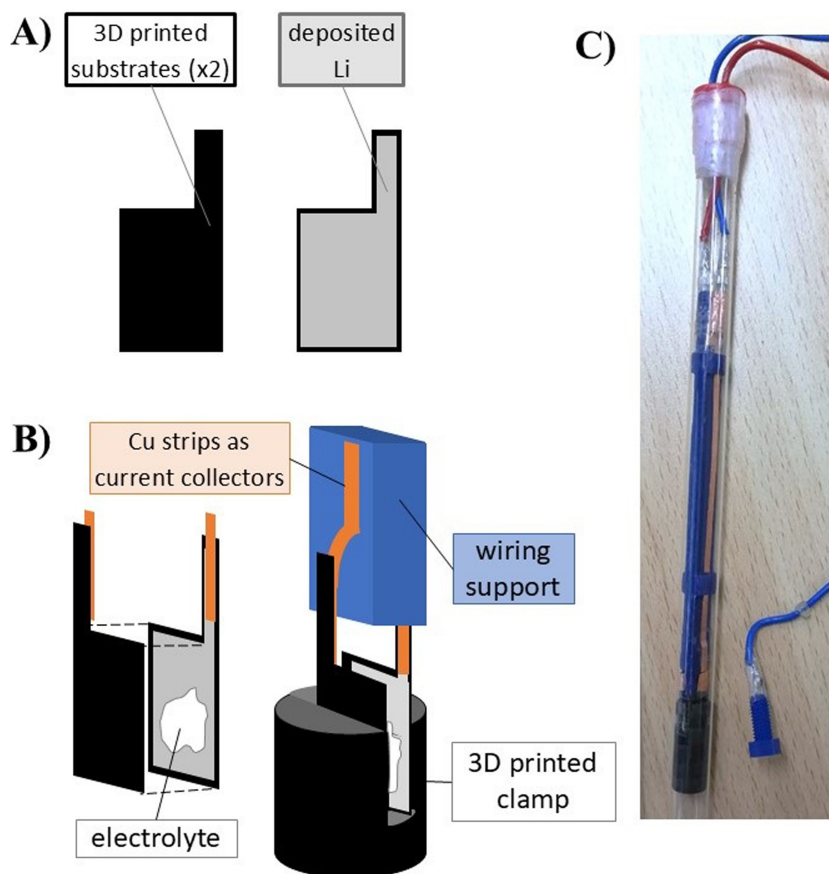 A)
3D printed
substrates (x2)
deposited
Li
C)
B)
Cu strips as
current collectors
wiring
support
electrolyte
3D printed
clamp